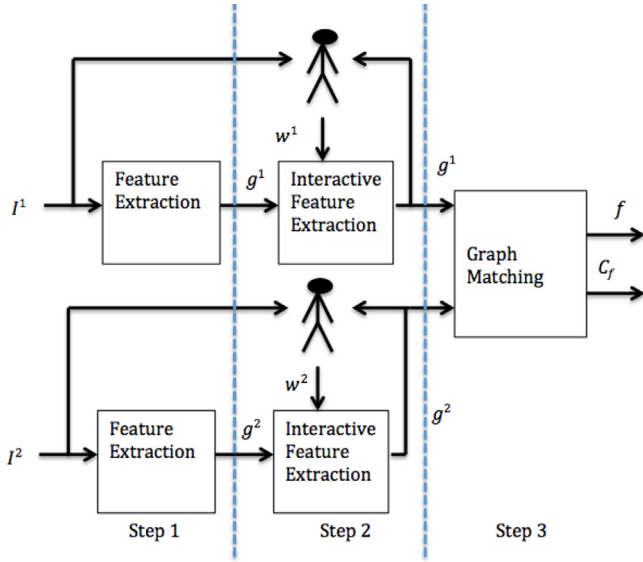 w¹
I¹
Feature
Extraction
g¹
Interactive
Feature
Extraction
g¹
Graph
Matching
f
C_f
w²
I²
Feature
Extraction
g²
Interactive
Feature
Extraction
g²
Step 1
Step 2
Step 3